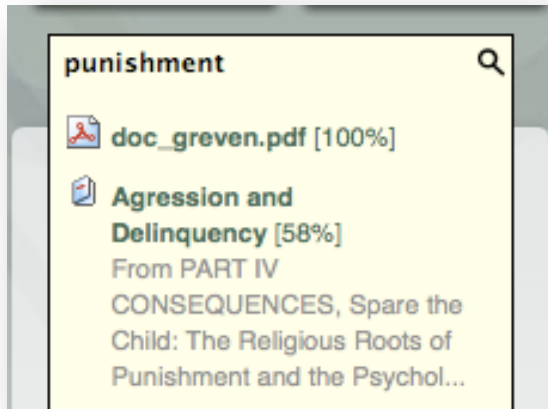 punishment
doc_greven.pdf [100%]
Agression and
Delinquency [58%]
From PART IV
CONSEQUENCES, Spare the
Child: The Religious Roots of
Punishment and the Psychol...